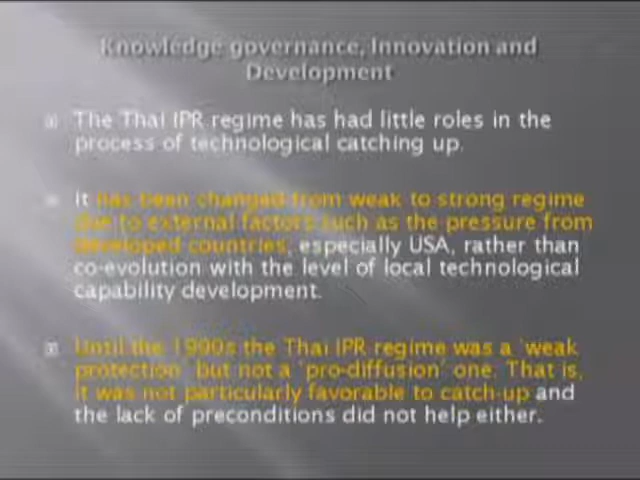 Knowledge governance, Innovation and
Development
The Thai IPR regime has had little roles in the
process of technological catching up.
It has been changed from weak to strong regime
due to external factors such as the pressure from
developed countries, especially USA, rather than
co-evolution with the level of local technological
capability development.
Until the 1900s the Thai IPR regime was a 'weak
protection' but not a 'pro-diffusion' one. That is,
it was not particularly favorable to catch-up and
the lack of preconditions did not help either.